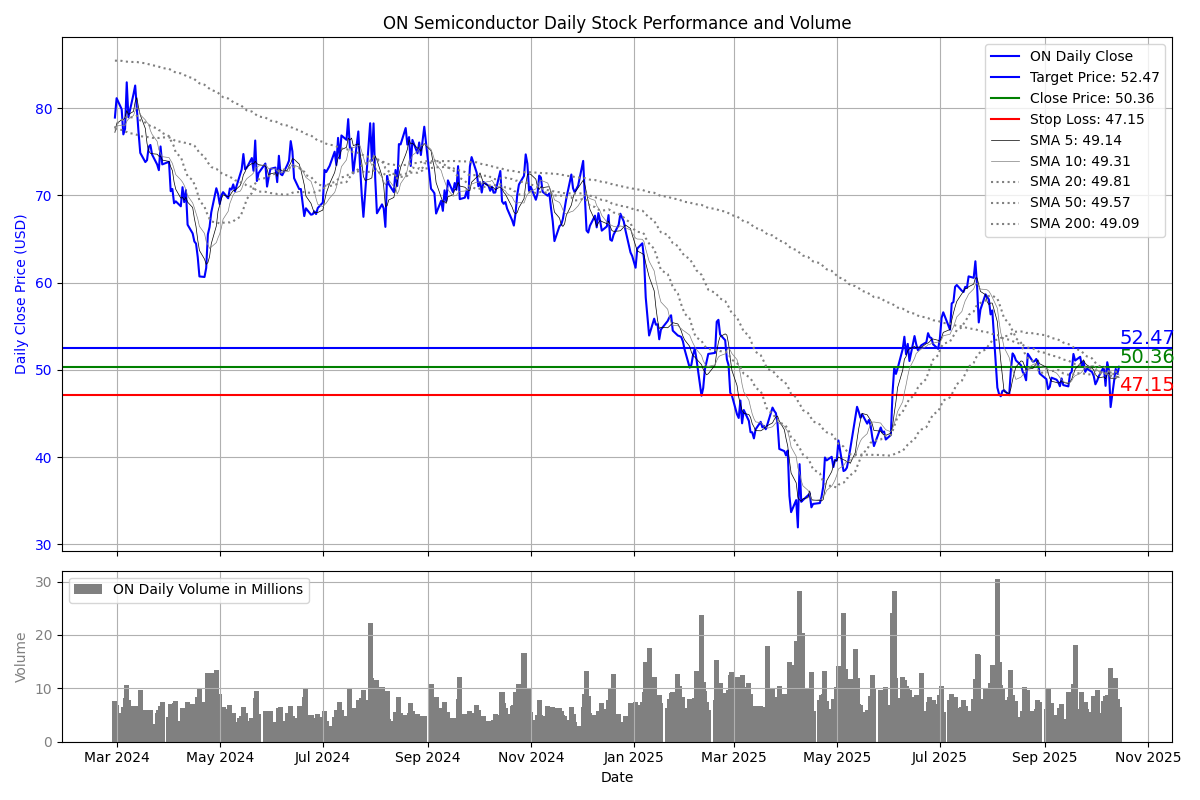 ON Semiconductor Daily Stock Performance and Volume
Daily Close Price (USD)
80
70
60
50
40
30
ON Daily Close
Target Price: 52.47
Close Price: 50.36
Stop Loss: 47.15
SMA 5: 49.14
SMA 10: 49.31
SMA 20: 49.81
SMA 50: 49.57
SMA 200: 49.09
52.47
50.36
47.15
Volume
30
20
10
0
ON Daily Volume in Millions
Mar 2024 May 2024 Jul 2024 Sep 2024 Nov 2024 Jan 2025 Mar 2025 May 2025 Jul 2025 Sep 2025 Nov 2025
Date